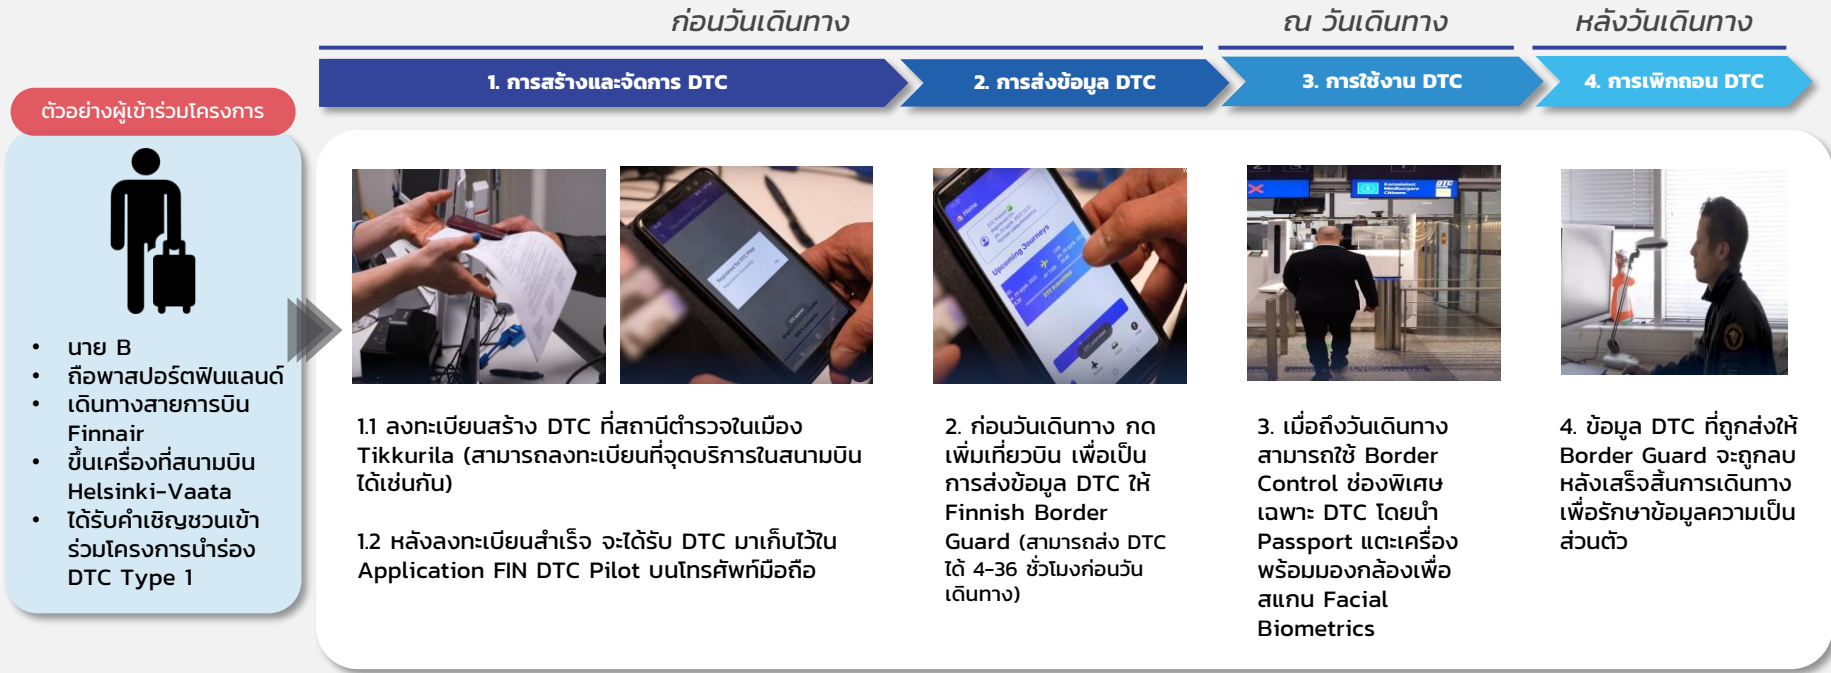 ก่อนวันเดินทาง
ณ วันเดินทาง
หลังวันเดินทาง
1. การสร้างและจัดการ DTC
2. การส่งข้อมูล DTC
3. การใช้งาน DTC
4. การเพิกถอน DTC
ตัวอย่างผู้เข้าร่วมโครงการ
• นาย B
• ถือพาสปอร์ตฟินแลนด์
• เดินทางสายการบิน
Finnair
• ขึ้นเครื่องที่สนามบิน
Helsinki-Vaata
• ได้รับคำเชิญชวนเข้า
ร่วมโครงการนำร่อง
DTC Type 1
Home
Upcoming Journeys
DTC Submitted
Kansalaiset
Medborgare
Citizens
DTC
1.1 ลงทะเบียนสร้าง DTC ที่สถานีตำรวจในเมือง
Tikkurila (สามารถลงทะเบียนที่จุดบริการในสนามบิน
ได้เช่นกัน)
1.2 หลังลงทะเบียนสำเร็จ จะได้รับ DTC มาเก็บไว้ใน
Application FIN DTC Pilot บนโทรศัพท์มือถือ
2. ก่อนวันเดินทาง กด
เพิ่มเที่ยวบิน เพื่อเป็น
การส่งข้อมูล DTC ให้
Finnish Border
Guard (สามารถส่ง DTC
ได้ 4-36 ชั่วโมงก่อนวัน
เดินทาง)
3. เมื่อถึงวันเดินทาง
สามารถใช้ Border
Control ช่องพิเศษ
เฉพาะ DTC โดยนำ
Passport แตะเครื่อง
พร้อมมองกล้องเพื่อ
สแกน Facial
Biometrics
4. ข้อมูล DTC ที่ถูกส่งให้
Border Guard จะถูกลบ
หลังเสร็จสิ้นการเดินทาง
เพื่อรักษาข้อมูลความเป็น
ส่วนตัว